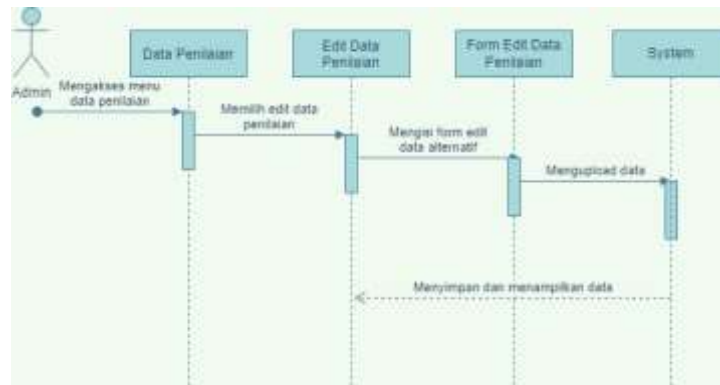 Data Penilaian
Edit Data
Penilaian
Form Edit Data
Penilaian
System
Admin
Mengakses menu
data penilaian
Memilih edit data
penilaian
Mengisi form edit
data alternatif
Mengupload data
Menyimpan dan menampilkan data